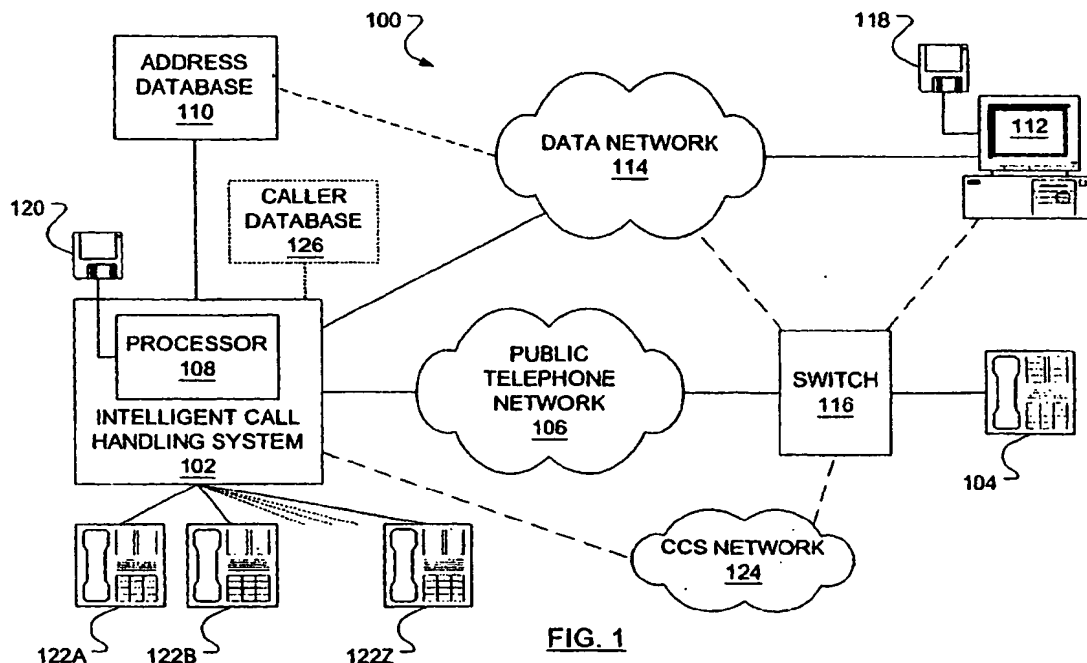 100
118
ADDRESS
DATABASE
110
DATA NETWORK
114
112
120
CALLER
DATABASE
126
PROCESSOR
108
INTELLIGENT CALL
HANDLING SYSTEM
102
PUBLIC
TELEPHONE
NETWORK
106
SWITCH
116
104
CCS NETWORK
124
122A
122B
122Z
FIG. 1